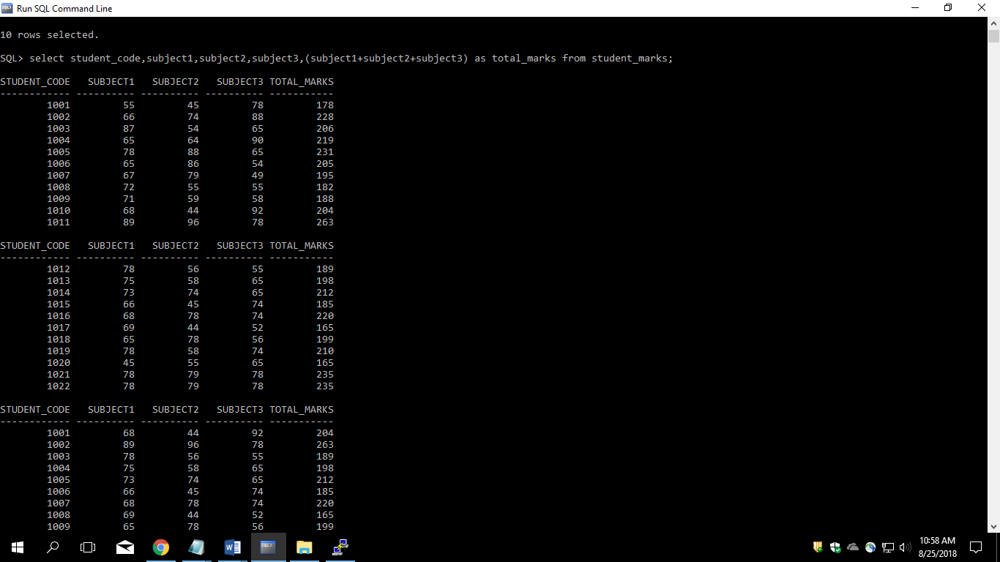 Run SQL Command Line
10 rows selected.
SQL> select student_code,subject1,subject2,subject3,(subject1+subject2+subject3) as total_marks from student_marks;
STUDENT_CODE SUBJECT1 SUBJECT2 SUBJECT3 TOTAL_MARKS
------------ ---------- ---------- ---------- -----------
1001 55 45 78 178
1002 66 74 88 228
1003 87 54 65 206
1004 65 64 90 219
1005 78 88 65 231
1006 65 86 54 205
1007 67 79 49 195
1008 72 55 55 182
1009 71 59 58 188
1010 68 44 92 204
1011 89 96 78 263
STUDENT_CODE SUBJECT1 SUBJECT2 SUBJECT3 TOTAL_MARKS
------------ ---------- ---------- ---------- -----------
1012 78 56 55 189
1013 75 58 65 198
1014 73 74 65 212
1015 66 45 74 185
1016 68 78 74 220
1017 69 44 52 165
1018 65 78 56 199
1019 78 58 74 210
1020 45 55 65 165
1021 78 79 78 235
1022 78 79 78 235
STUDENT_CODE SUBJECT1 SUBJECT2 SUBJECT3 TOTAL_MARKS
------------ ---------- ---------- ---------- -----------
1001 68 44 92 204
1002 89 96 78 263
1003 78 56 55 189
1004 75 58 65 198
1005 73 74 65 212
1006 66 45 74 185
1007 68 78 74 220
1008 69 44 52 165
1009 65 78 56 199
10:58 AM
8/25/2018